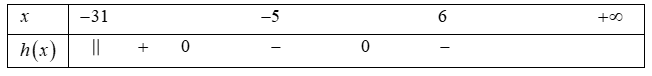 x −31 −5 6 +∞
h(x) || + 0 − 0 −